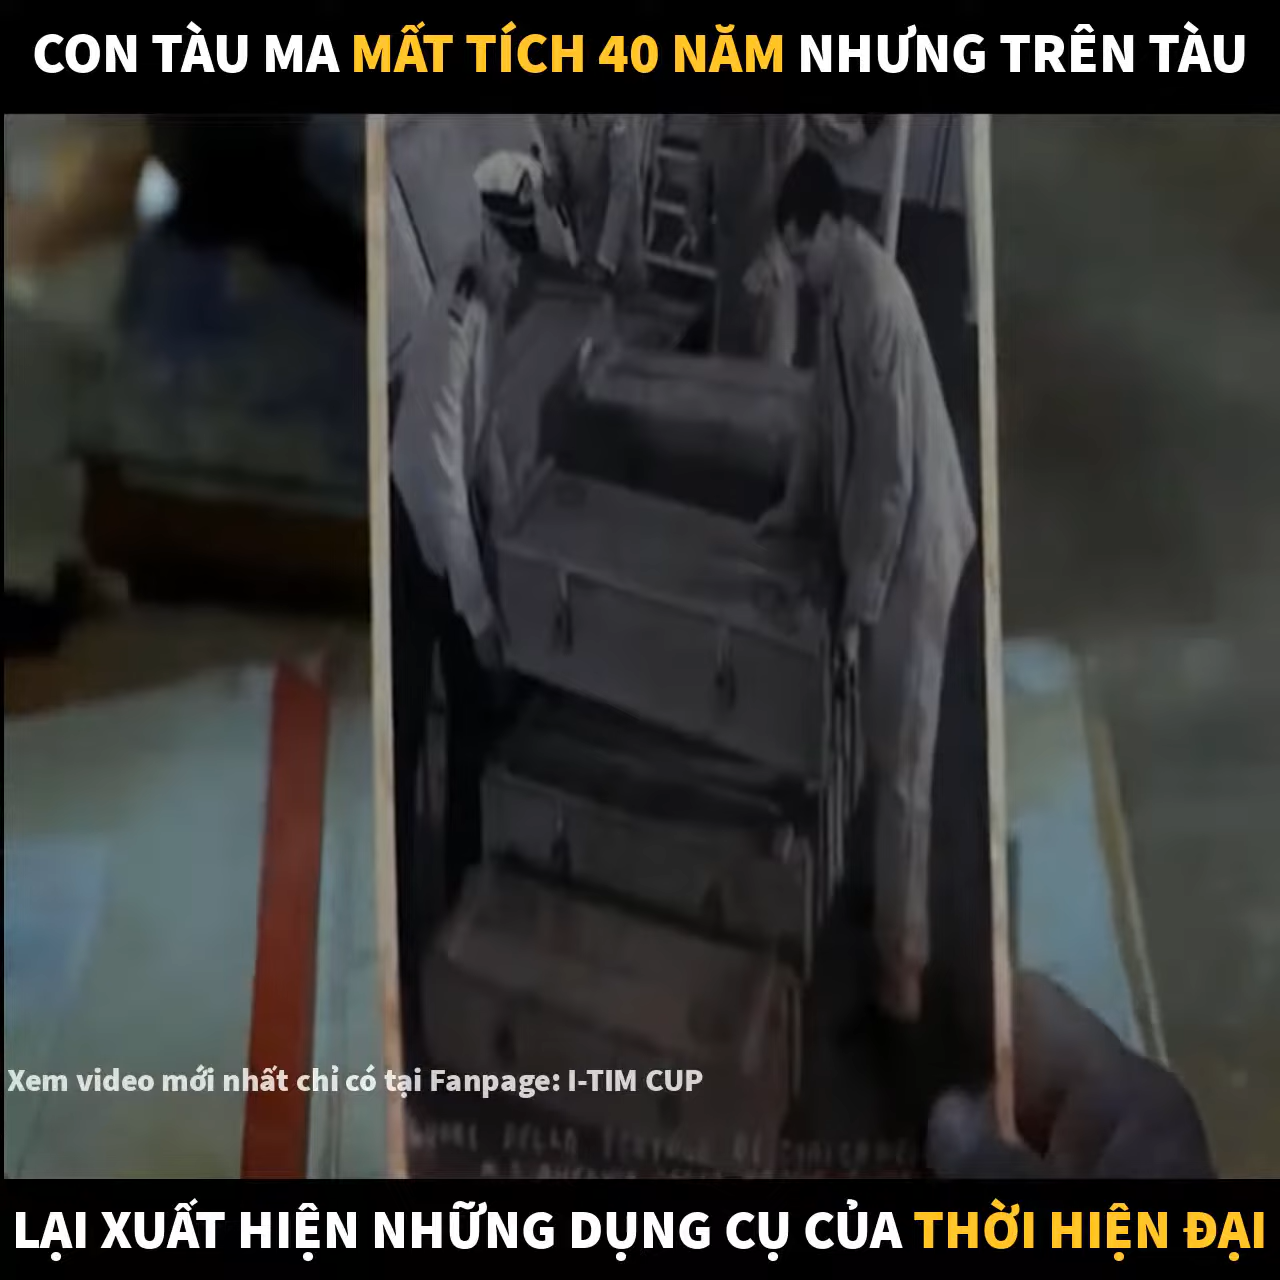 CON TÀU MA MẤT TÍCH 40 NĂM NHƯNG TRÊN TÀU
Xem video mới nhất chỉ có tại Fanpage: I-TIM CUP
DELLA
LẠI XUẤT HIỆN NHỮNG DỤNG CỤ CỦA THỜI HIỆN ĐẠI